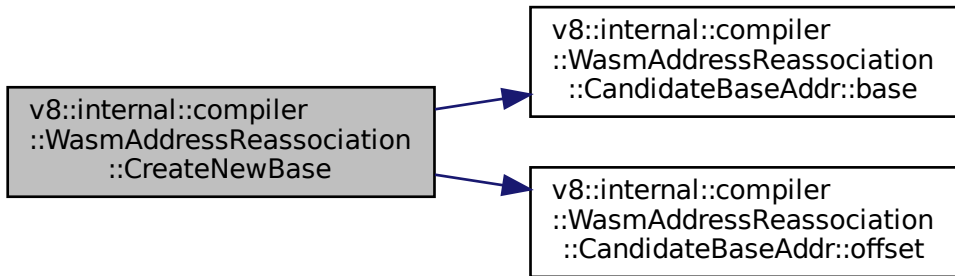 v8::internal::compiler
::WasmAddressReassociation
::CreateNewBase
v8::internal::compiler
::WasmAddressReassociation
::CandidateBaseAddr::base
v8::internal::compiler
::WasmAddressReassociation
::CandidateBaseAddr::offset